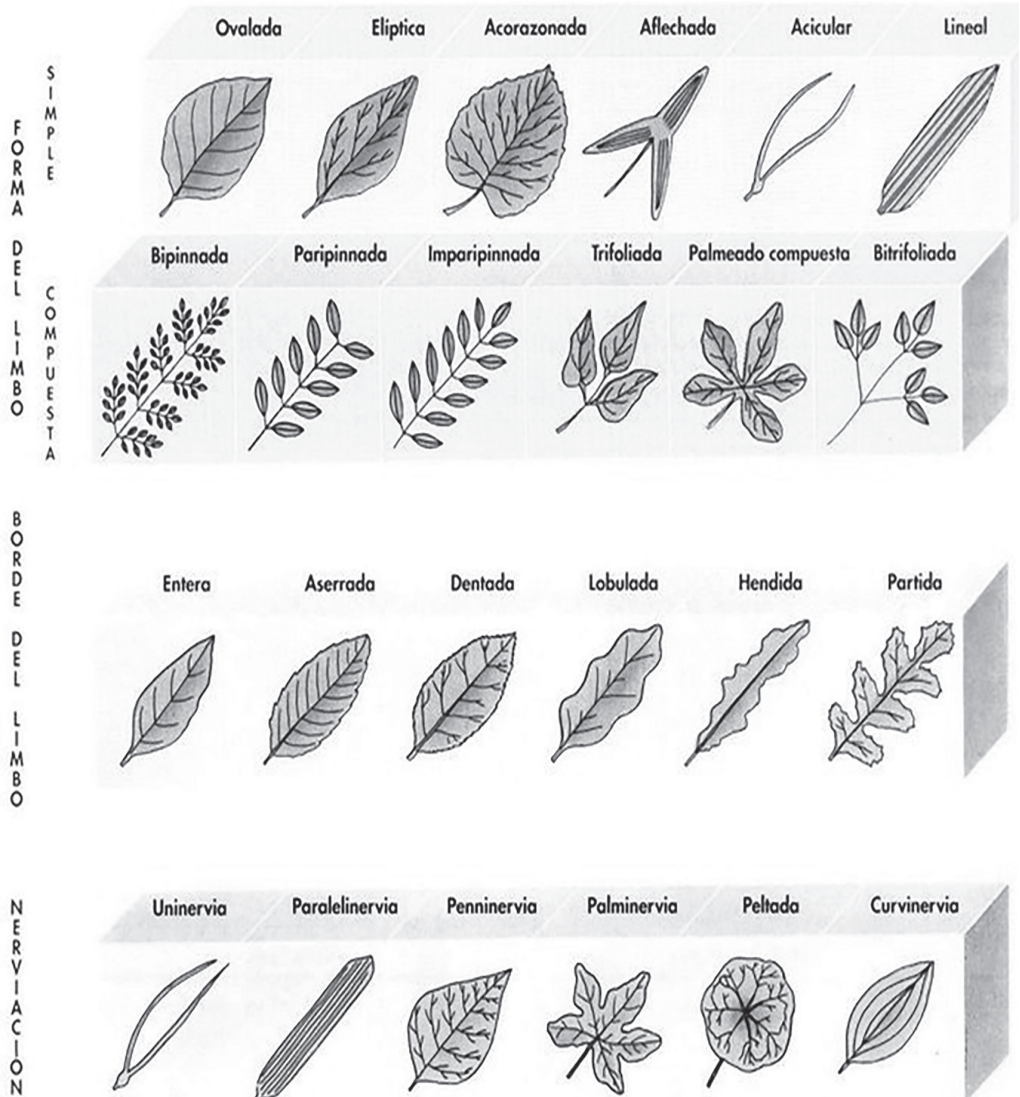 Ovalada Eliptica Acorazonada Aflechada Acicular Lineal
SIMPLE
FORMA DEL LIMBO
Bipinnada Paripinnada Imparipinnada Trifoliada Palmeado compuesta Bitrifoliada
COMPUESTA
BORDE DEL LIMBO
Entera Aserrada Dentada Lobulada Hendida Partida
NERVIACION
Uninervia Paralelinervia Penninervia Palminervia Peltada Curvinervia